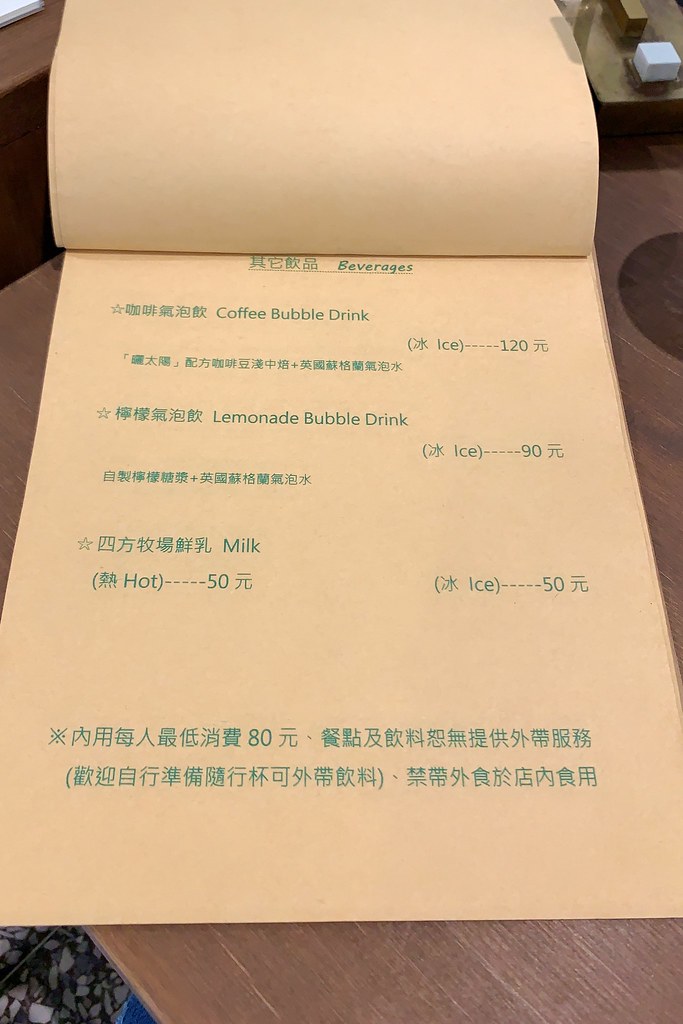 其它飲品 Beverages
☆咖啡氣泡飲 Coffee Bubble Drink
(冰 Ice)-----120 元
「曬太陽」配方咖啡豆淺中焙+英國蘇格蘭氣泡水
☆檸檬氣泡飲 Lemonade Bubble Drink
(冰 Ice)-----90 元
自製檸檬糖漿+英國蘇格蘭氣泡水
☆四方牧場鮮乳 Milk
(熱 Hot)-----50 元 (冰 Ice)-----50 元
※內用每人最低消費 80 元、餐點及飲料恕無提供外帶服務
(歡迎自行準備隨行杯可外帶飲料)、禁帶外食於店內食用